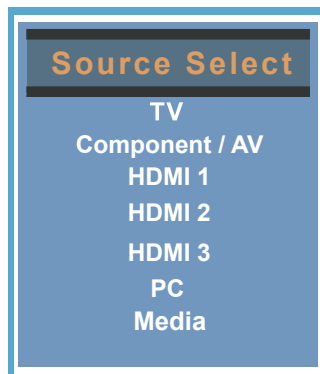 Source Select
TV
Component / AV
HDMI 1
HDMI 2
HDMI 3
PC
Media